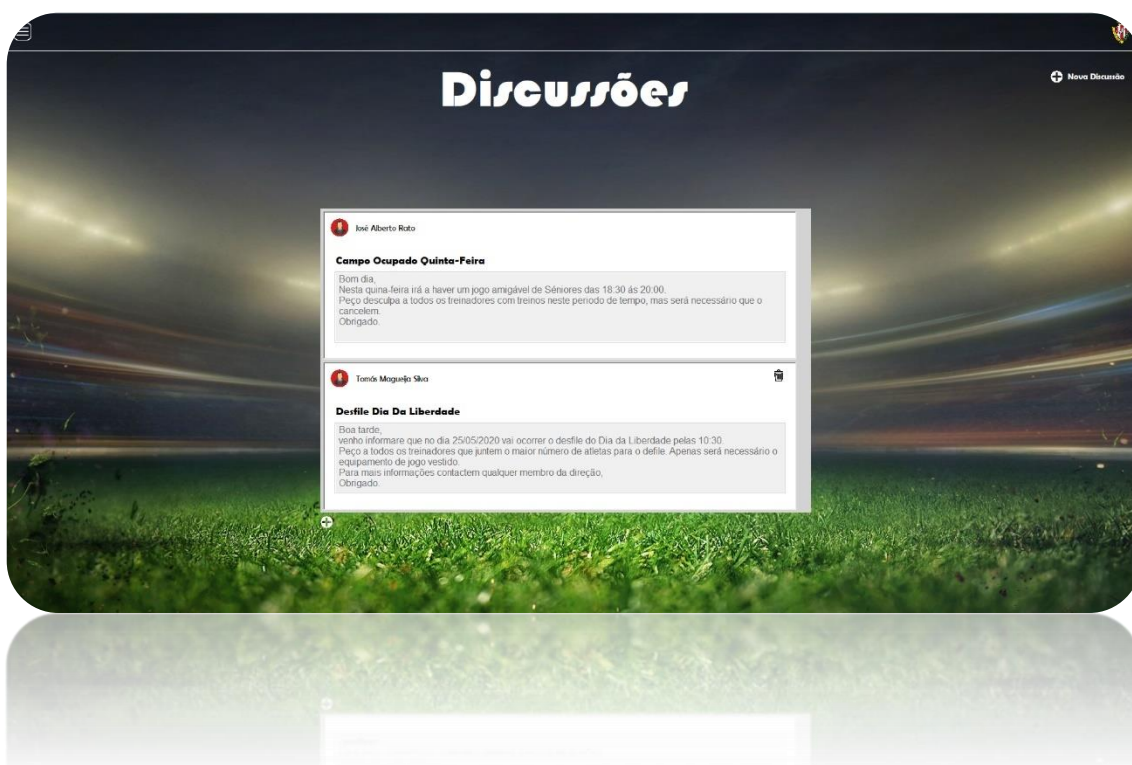 Discussões
Nova Discussão
José Alberto Rato
Campo Ocupado Quinta-Feira
Bom dia,
Nesta quina-feira irá a haver um jogo amigável de Séniores das 18:30 ás 20:00.
Peço desculpa a todos os treinadores com treinos neste periodo de tempo, mas será necessário que o
cancelem.
Obrigado.
Tomás Magueija Silva
Desfile Dia Da Liberdade
Boa tarde,
venho informare que no dia 25/05/2020 vai ocorrer o desfile do Dia da Liberdade pelas 10:30.
Peço a todos os treinadores que juntem o maior número de atletas para o defile. Apenas será necessário o
equipamento de jogo vestido.
Para mais informações contactem qualquer membro da direção,
Obrigado.